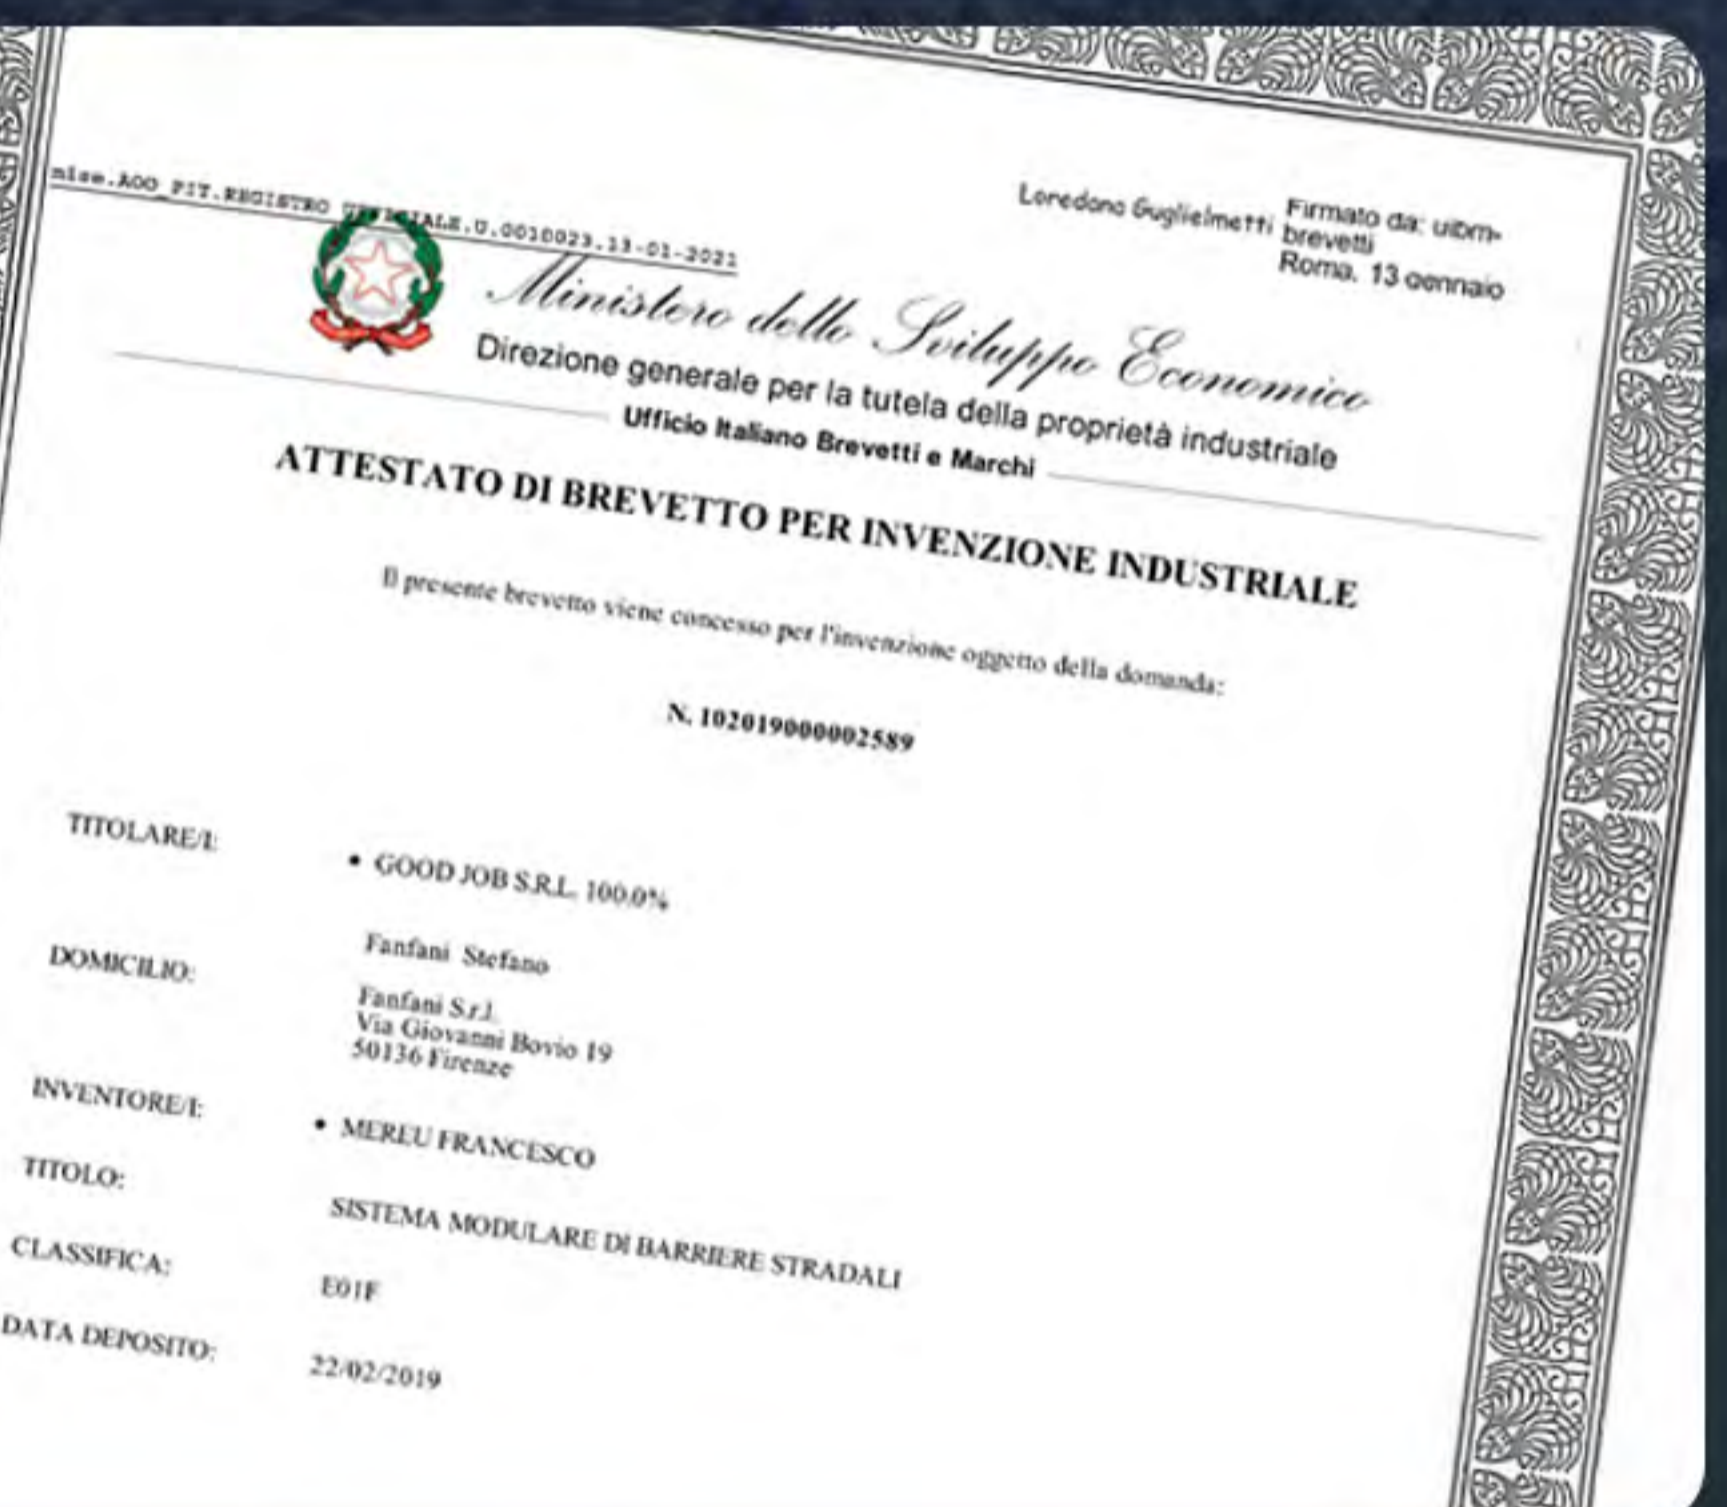 mise.AOO_PIT.REGISTRO UFFICIALE.U.0010023.13-01-2021
Loredana Guglielmetti
Firmato da: uibm-
brevetti
Roma, 13 gennaio
Ministero dello Sviluppo Economico
Direzione generale per la tutela della proprietà industriale
Ufficio Italiano Brevetti e Marchi
ATTESTATO DI BREVETTO PER INVENZIONE INDUSTRIALE
Il presente brevetto viene concesso per l'invenzione oggetto della domanda:
N. 102019000002589
TITOLARE/I:
• GOOD JOB S.R.L. 100.0%
Fanfani Stefano
DOMICILIO:
Fanfani S.r.l.
Via Giovanni Bovio 19
50136 Firenze
INVENTORE/I:
• MEREU FRANCESCO
TITOLO:
SISTEMA MODULARE DI BARRIERE STRADALI
CLASSIFICA:
E01F
DATA DEPOSITO:
22/02/2019